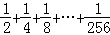 1/2 + 1/4 + 1/8 + ⋯ + 1/256